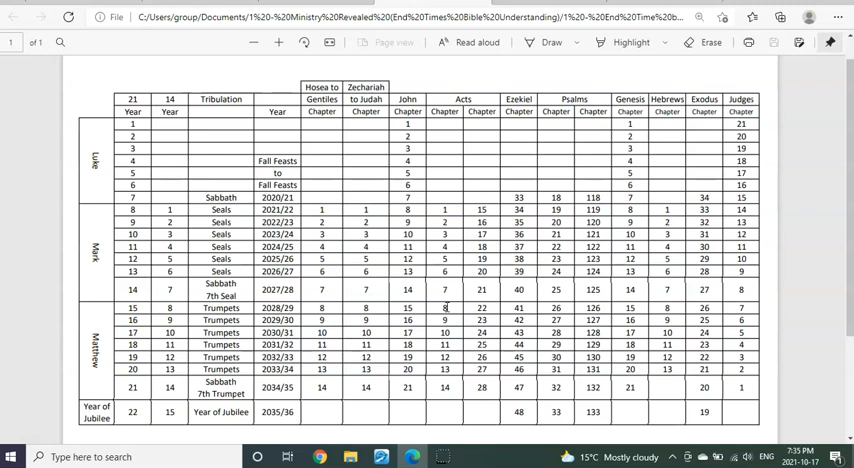 File | C:/Users/group/Documents/1%20-%20Ministry%20Revealed%20(End%20Times%20Bible%20Understanding)/1%20-%20End%20Time%20b...
1 of 1 Page view Read aloud Draw Highlight Erase
Hosea to Zechariah
21 14 Tribulation Gentiles to Judah John Acts Ezekiel Psalms Genesis Hebrews Exodus Judges
Year Year Year Chapter Chapter Chapter Chapter Chapter Chapter Chapter Chapter Chapter Chapter Chapter Chapter
Luke
1 1 1 21
2 2 2 20
3 3 3 19
4 Fall Feasts 4 4 18
5 to 5 5 17
6 Fall Feasts 6 6 16
7 Sabbath 2020/21 7 33 18 118 7 34 15
Mark
8 1 Seals 2021/22 1 1 8 1 15 34 19 119 8 1 33 14
9 2 Seals 2022/23 2 2 9 2 16 35 20 120 9 2 32 13
10 3 Seals 2023/24 3 3 10 3 17 36 21 121 10 3 31 12
11 4 Seals 2024/25 4 4 11 4 18 37 22 122 11 4 30 11
12 5 Seals 2025/26 5 5 12 5 19 38 23 123 12 5 29 10
13 6 Seals 2026/27 6 6 13 6 20 39 24 124 13 6 28 9
14 7 Sabbath 7th Seal 2027/28 7 7 14 7 21 40 25 125 14 7 27 8
Matthew
15 8 Trumpets 2028/29 8 8 15 8 22 41 26 126 15 8 26 7
16 9 Trumpets 2029/30 9 9 16 9 23 42 27 127 16 9 25 6
17 10 Trumpets 2030/31 10 10 17 10 24 43 28 128 17 10 24 5
18 11 Trumpets 2031/32 11 11 18 11 25 44 29 129 18 11 23 4
19 12 Trumpets 2032/33 12 12 19 12 26 45 30 130 19 12 22 3
20 13 Trumpets 2033/34 13 13 20 13 27 46 31 131 20 13 21 2
21 14 Sabbath 7th Trumpet 2034/35 14 14 21 14 28 47 32 132 21 20 1
Year of Jubilee 22 15 Year of Jubilee 2035/36 48 33 133 19
Type here to search 15°C Mostly cloudy ENG 7:35 PM
2021-10-17